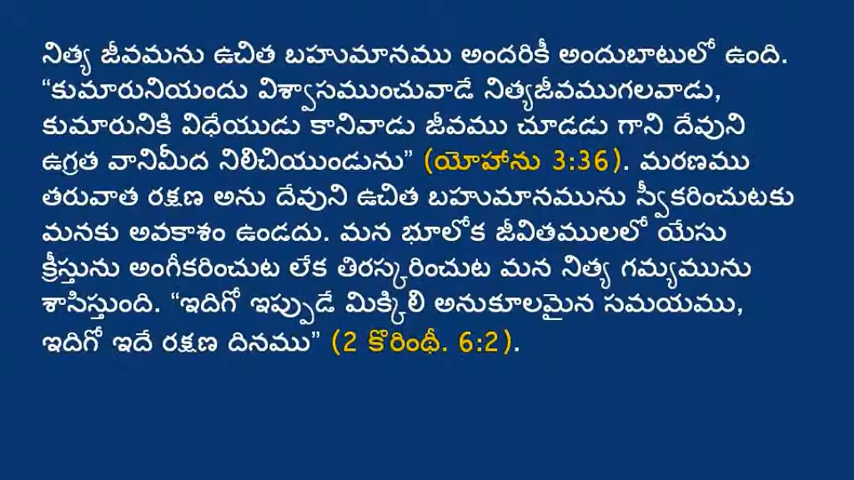 నిత్య జీవమను ఉచిత బహుమానము అందరికీ అందుబాటులో ఉంది.
“కుమారునియందు విశ్వాసముంచువాడే నిత్యజీవముగలవాడు,
కుమారునికి విధేయుడు కానివాడు జీవము చూడడు గాని దేవుని
ఉగ్రత వానిమీద నిలిచియుండును” (యోహాను 3:36). మరణము
తరువాత రక్షణ అను దేవుని ఉచిత బహుమానమును స్వీకరించుటకు
మనకు అవకాశం ఉండదు. మన భూలోక జీవితములలో యేసు
క్రీస్తును అంగీకరించుట లేక తిరస్కరించుట మన నిత్య గమ్యమును
శాసిస్తుంది. “ఇదిగో ఇప్పుడే మిక్కిలి అనుకూలమైన సమయము,
ఇదిగో ఇదే రక్షణ దినము” (2 కొరింథీ. 6:2).